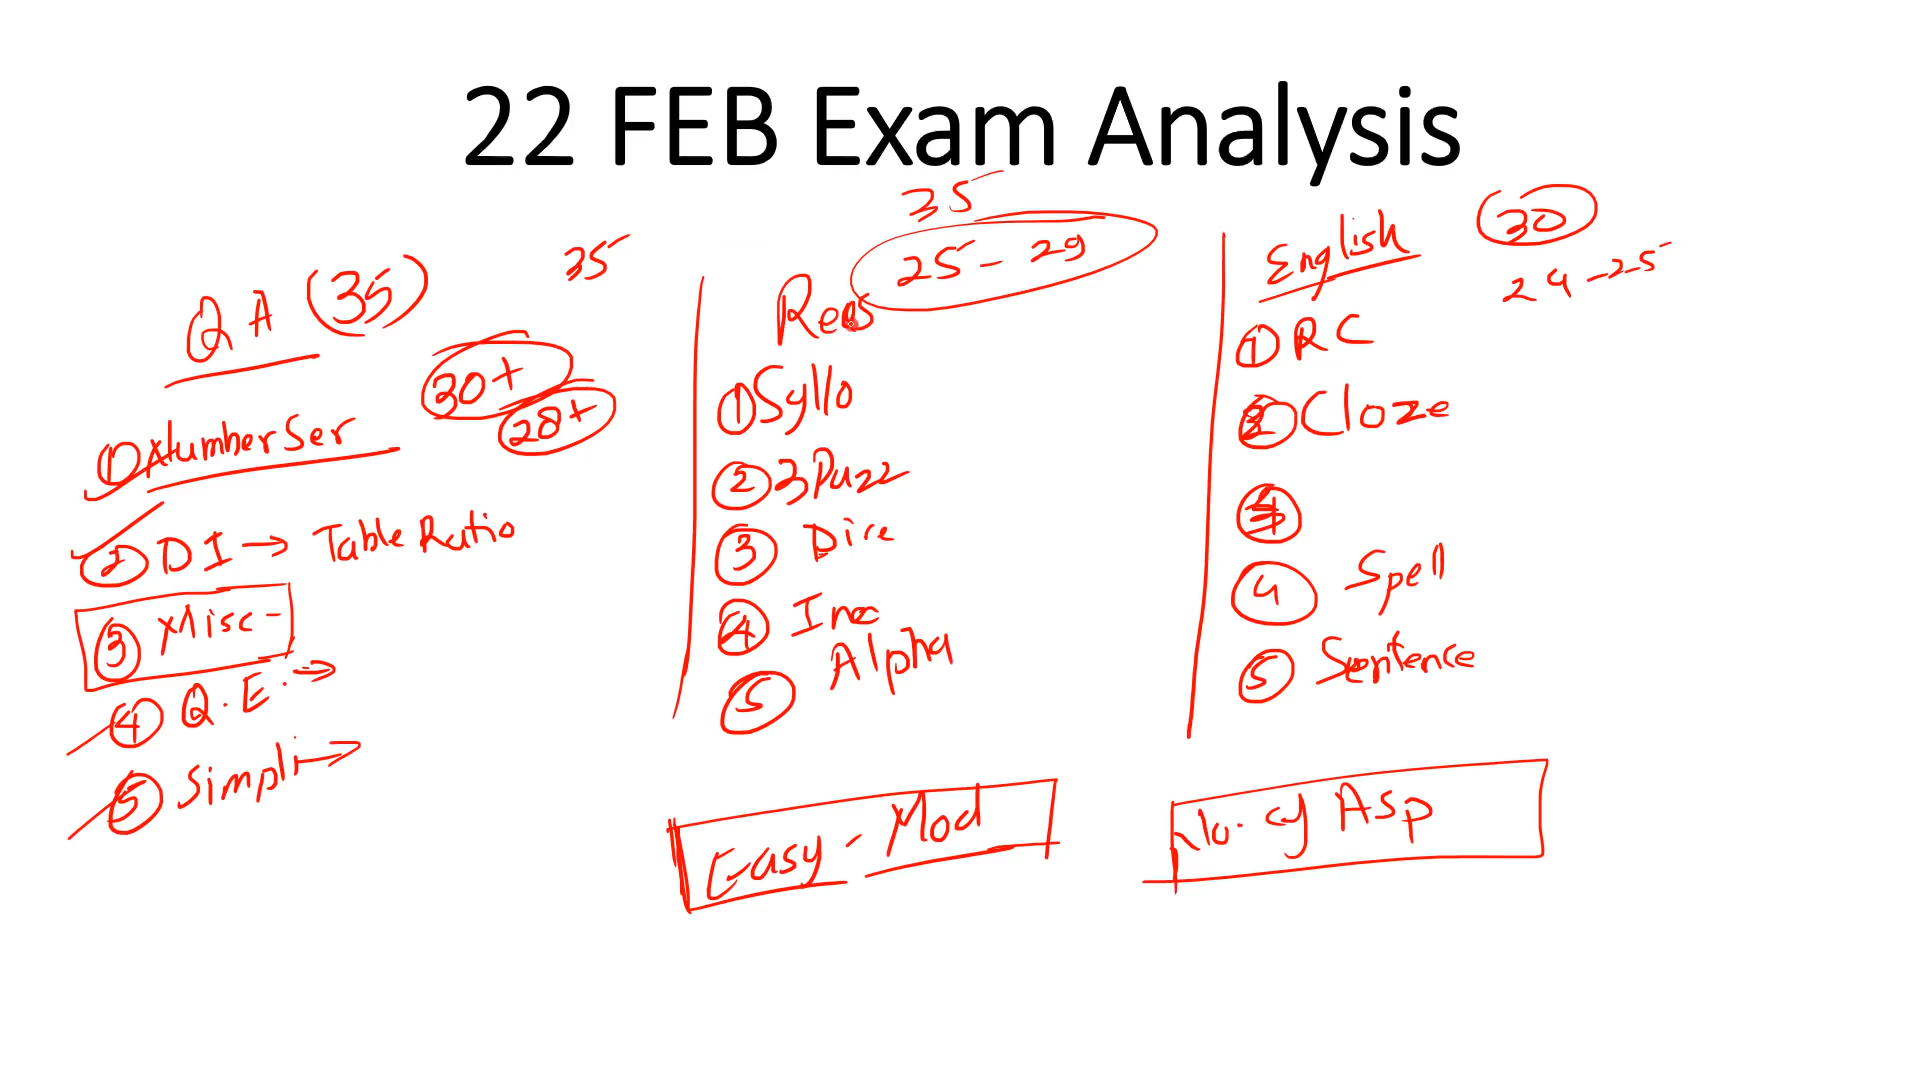 22 FEB Exam Analysis
QA (35)
35
30+
28+
① Number Ser
② DI → Table Ratio
③ Misc -
④ Q.E. →
⑤ Simpli →
35
25 - 29
Reas
① Syllo
② 3 Puzz
③ Dire
④ Ine
⑤ Alpha
Easy - Mod
English
30
24-25
① RC
② Cloze
④ Spell
⑤ Sentence
No. of Asp